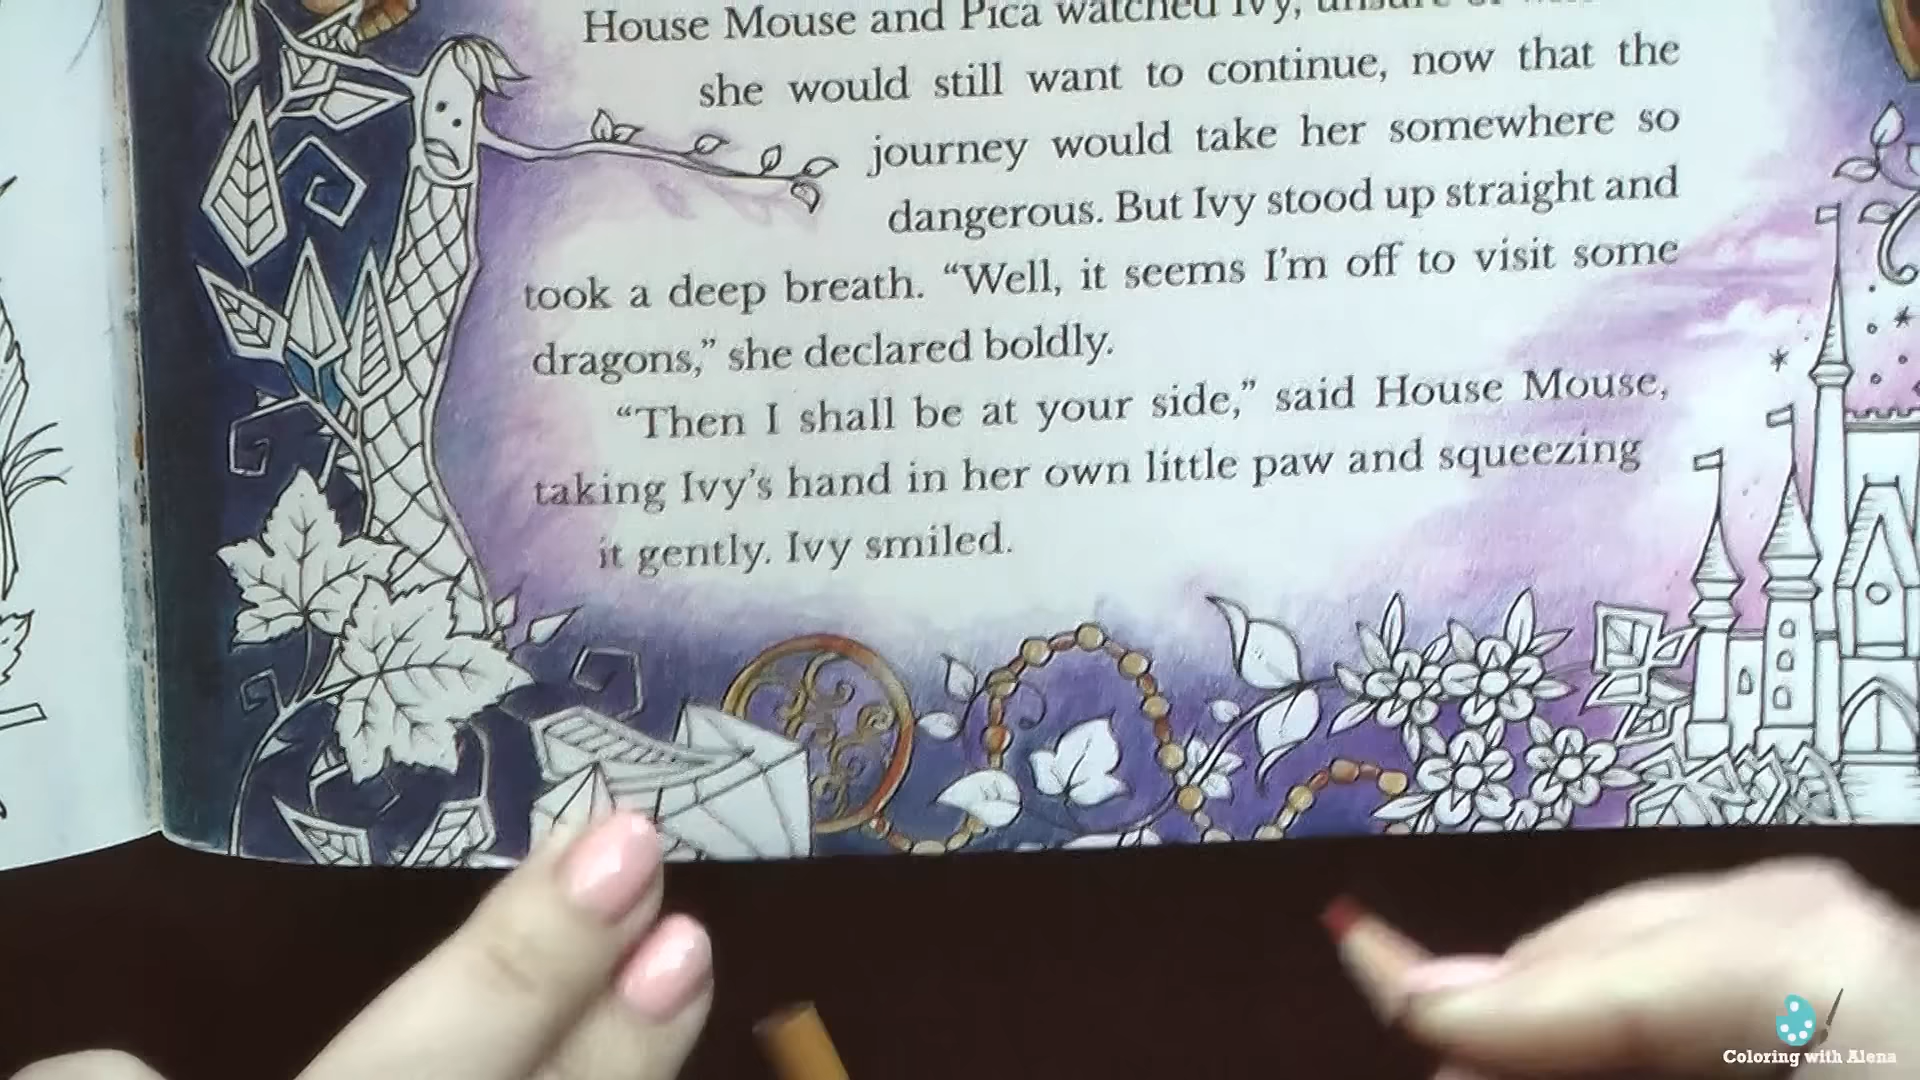 House Mouse and Pica watched Ivy, unsure
she would still want to continue, now that the
journey would take her somewhere so
dangerous. But Ivy stood up straight and
took a deep breath. “Well, it seems I’m off to visit some
dragons,” she declared boldly.
“Then I shall be at your side,” said House Mouse,
taking Ivy’s hand in her own little paw and squeezing
it gently. Ivy smiled.
Coloring with Alena